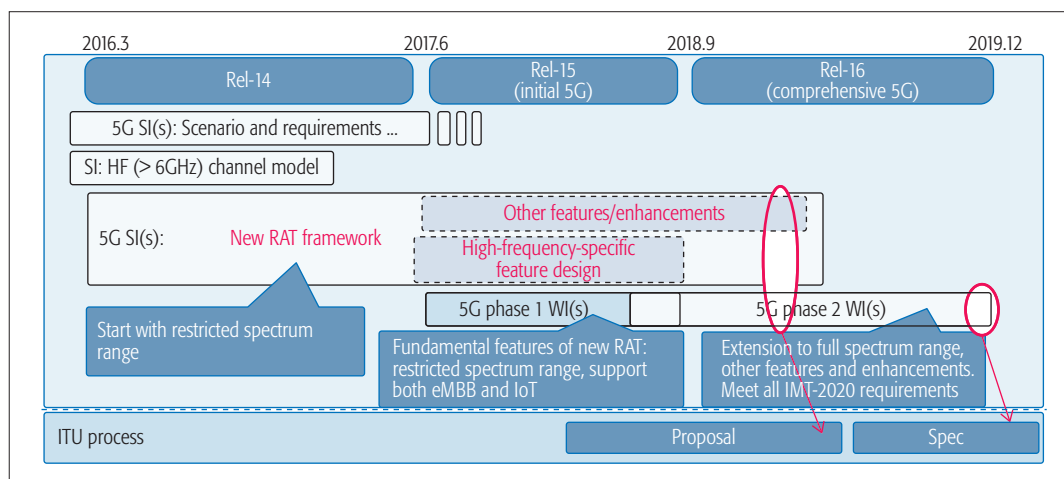 2016.3 2017.6 2018.9 2019.12
Rel-14
Rel-15
(initial 5G)
Rel-16
(comprehensive 5G)
5G SI(s): Scenario and requirements ...
SI: HF (> 6GHz) channel model
Other features/enhancements
5G SI(s): New RAT framework
High-frequency-specific
feature design
5G phase 1 WI(s) 5G phase 2 WI(s)
Start with restricted spectrum
range
Fundamental features of new RAT:
restricted spectrum range, support
both eMBB and IoT
Extension to full spectrum range,
other features and enhancements.
Meet all IMT-2020 requirements
ITU process
Proposal
Spec